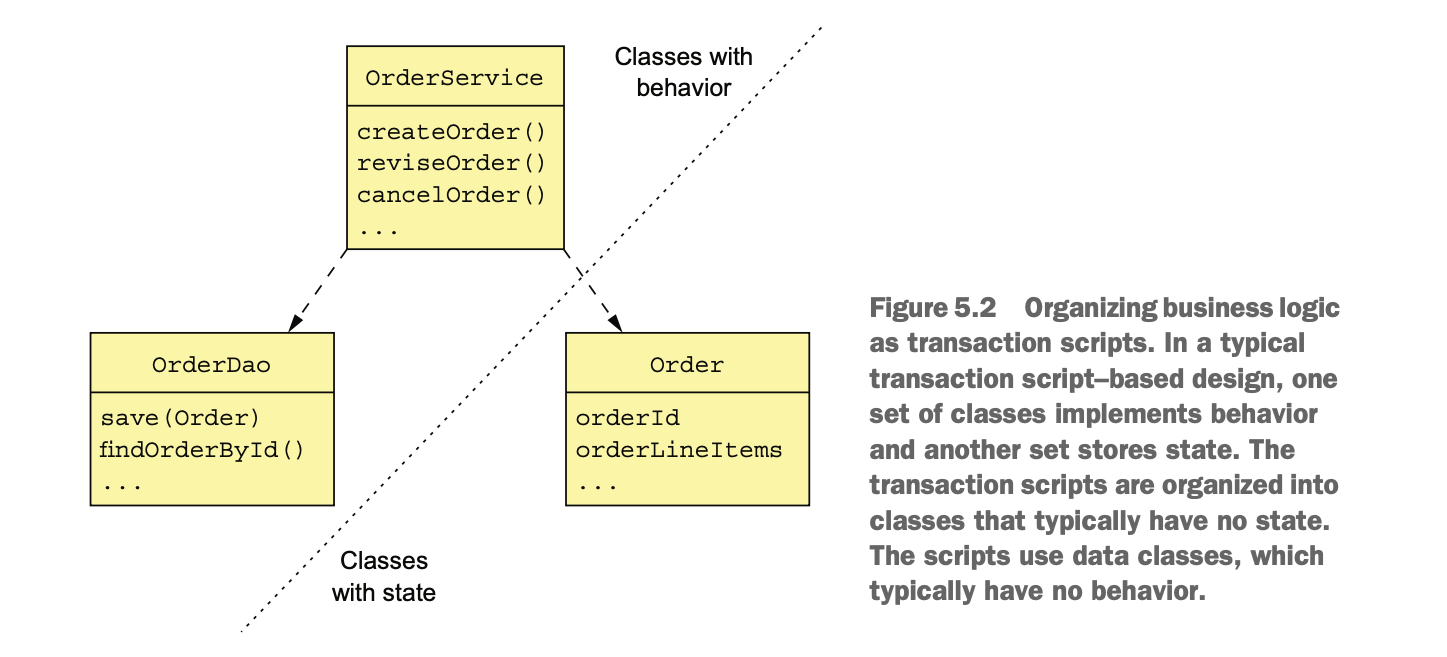 Classes with
behavior
OrderService
createOrder()
reviseOrder()
cancelOrder()
...
OrderDao
save(Order)
findOrderById()
...
Order
orderId
orderLineItems
...
Classes
with state
Figure 5.2 Organizing business logic
as transaction scripts. In a typical
transaction script–based design, one
set of classes implements behavior
and another set stores state. The
transaction scripts are organized into
classes that typically have no state.
The scripts use data classes, which
typically have no behavior.